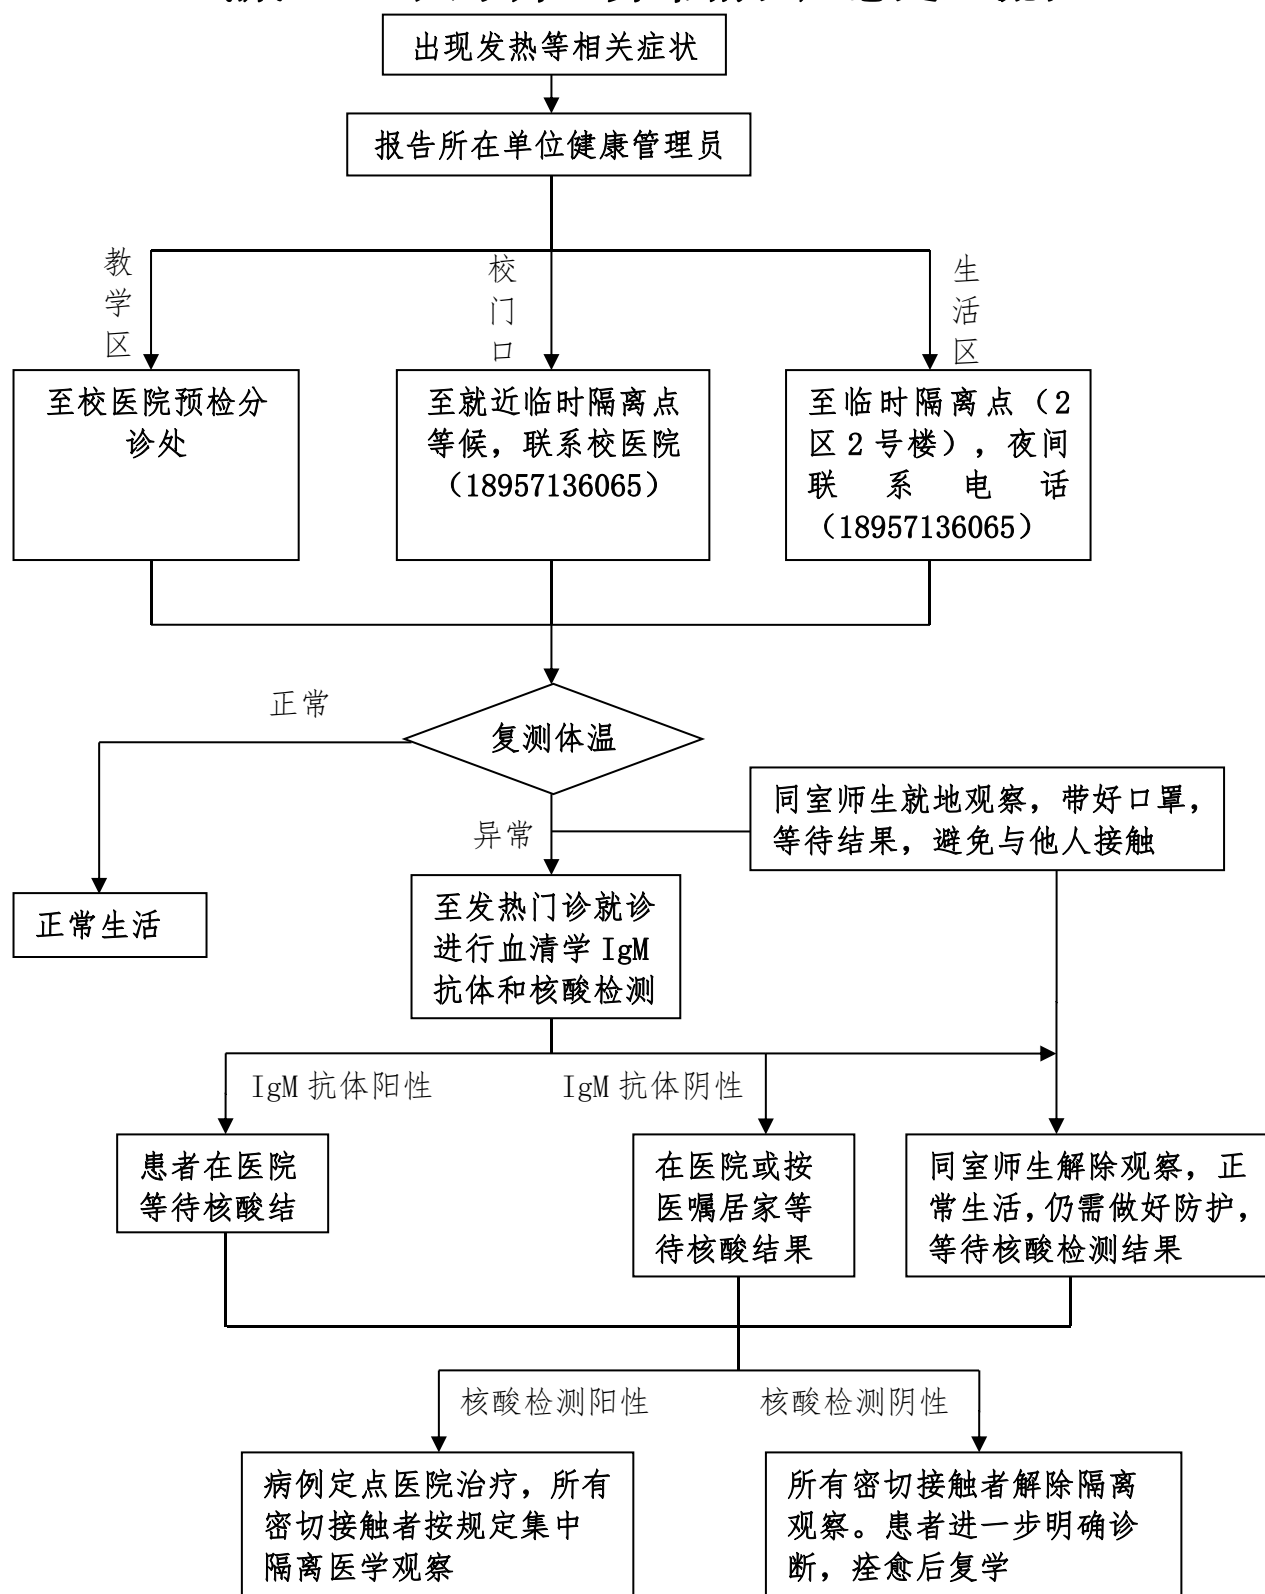 出现发热等相关症状
报告所在单位健康管理员
教学区
校门口
生活区
至校医院预检分
诊处
至就近临时隔离点
等候，联系校医院
（18957136065）
至临时隔离点（2
区2号楼），夜间
联系电话
（18957136065）
正常
复测体温
同室师生就地观察，带好口罩，
等待结果，避免与他人接触
异常
正常生活
至发热门诊就诊
进行血清学 IgM
抗体和核酸检测
IgM 抗体阳性
IgM 抗体阴性
患者在医院
等待核酸结
在医院或按
医嘱居家等
待核酸结果
同室师生解除观察，正
常生活，仍需做好防护，
等待核酸检测结果
核酸检测阳性
核酸检测阴性
病例定点医院治疗，所有
密切接触者按规定集中
隔离医学观察
所有密切接触者解除隔离
观察。患者进一步明确诊
断，痊愈后复学